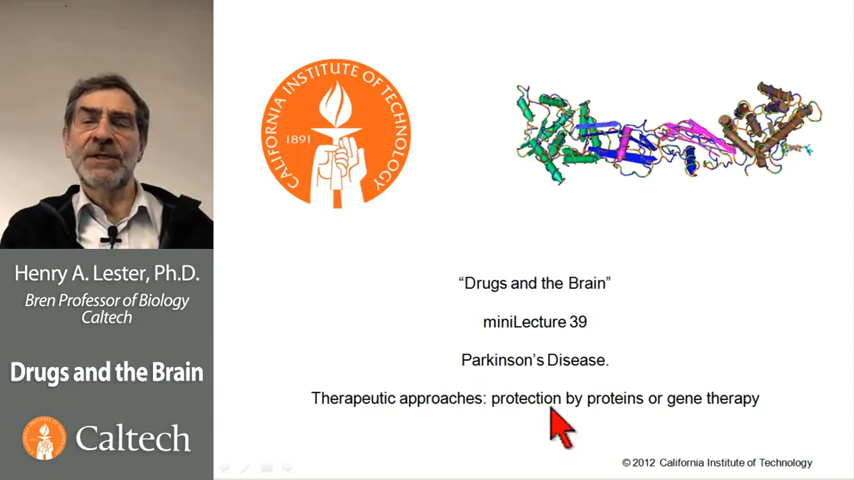 CALIFORNIA INSTITUTE OF TECHNOLOGY
1891
Henry A. Lester, Ph.D.
Bren Professor of Biology
Caltech
Drugs and the Brain
Caltech
“Drugs and the Brain”
miniLecture 39
Parkinson’s Disease.
Therapeutic approaches: protection by proteins or gene therapy
© 2012 California Institute of Technology